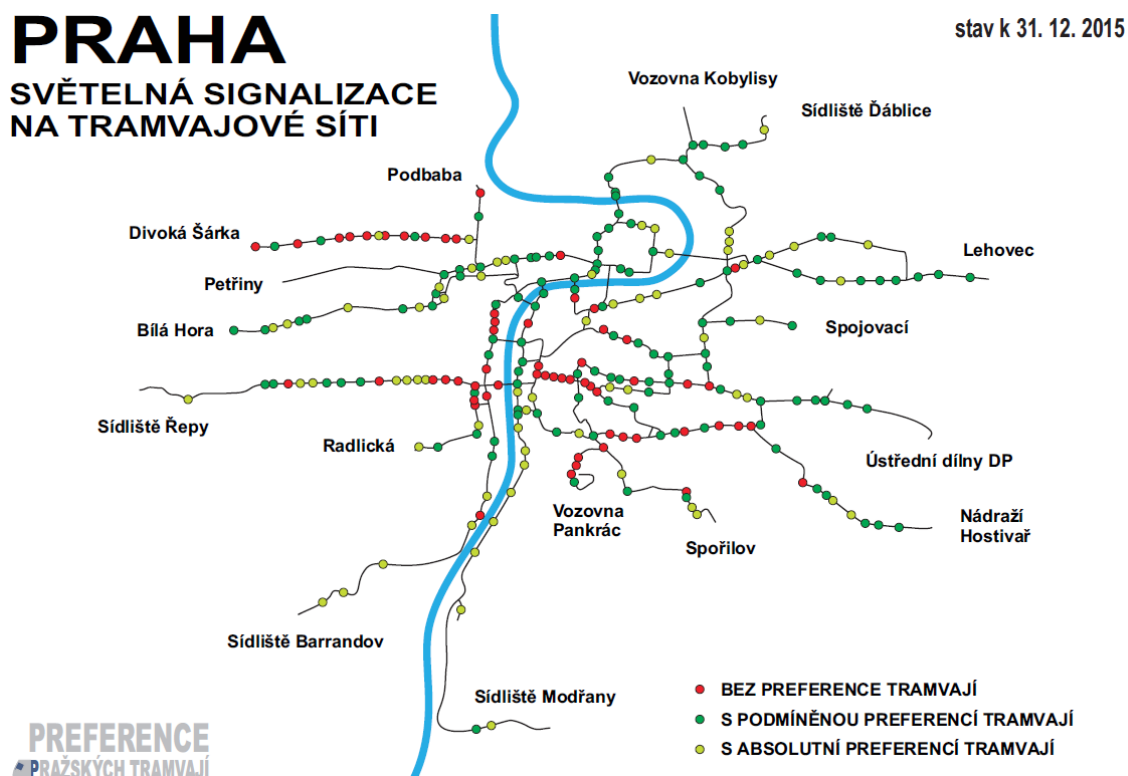 PRAHA
SVĚTELNÁ SIGNALIZACE
NA TRAMVAJOVÉ SÍTI
stav k 31. 12. 2015
Vozovna Kobylisy
Sídliště Ďáblice
Podbaba
Divoká Šárka
Lehovec
Petřiny
Bílá Hora
Spojovací
Sídliště Řepy
Radlická
Ústřední dílny DP
Vozovna
Pankrác
Nádraží
Hostivař
Spořilov
Sídliště Barrandov
Sídliště Modřany
BEZ PREFERENCE TRAMVAJÍ
S PODMÍNĚNOU PREFERENCÍ TRAMVAJÍ
S ABSOLUTNÍ PREFERENCÍ TRAMVAJÍ
PREFERENCE
PRAŽSKÝCH TRAMVAJÍ